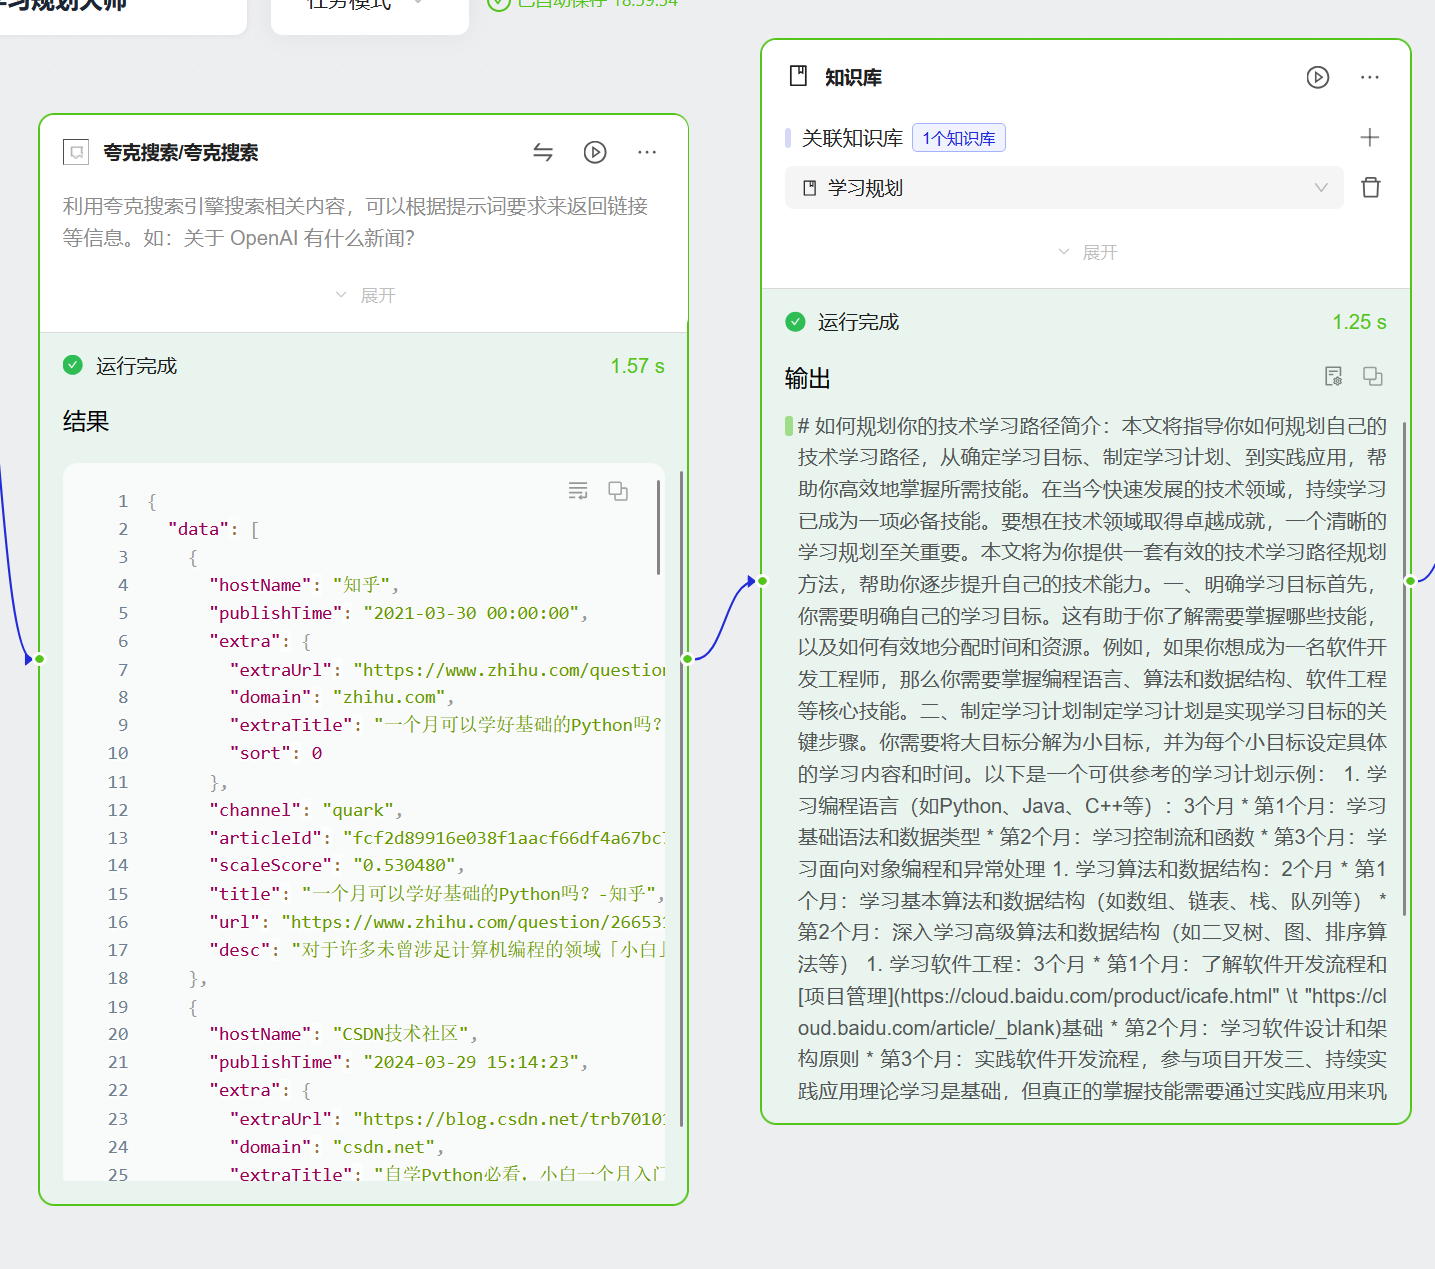 习规划大师
任务模式
已自动保存 18:59:54
夸克搜索/夸克搜索
利用夸克搜索引擎搜索相关内容，可以根据提示词要求来返回链接
等信息。如：关于 OpenAI 有什么新闻？
展开
运行完成
1.57 s
结果
1 {
2 "data": [
3 {
4 "hostName": "知乎",
5 "publishTime": "2021-03-30 00:00:00",
6 "extra": {
7 "extraUrl": "https://www.zhihu.com/question
8 "domain": "zhihu.com",
9 "extraTitle": "一个月可以学好基础的Python吗？
10 "sort": 0
11 },
12 "channel": "quark",
13 "articleId": "fcf2d89916e038f1aacf66df4a67bc7
14 "scaleScore": "0.530480",
15 "title": "一个月可以学好基础的Python吗？-知乎",
16 "url": "https://www.zhihu.com/question/266531
17 "desc": "对于许多未曾涉足计算机编程的领域「小白」
18 },
19 {
20 "hostName": "CSDN技术社区",
21 "publishTime": "2024-03-29 15:14:23",
22 "extra": {
23 "extraUrl": "https://blog.csdn.net/trb70101
24 "domain": "csdn.net",
25 "extraTitle": "自学Python必看，小白一个月入门
知识库
关联知识库 1个知识库
学习规划
展开
运行完成
1.25 s
输出
# 如何规划你的技术学习路径简介：本文将指导你如何规划自己的
技术学习路径，从确定学习目标、制定学习计划、到实践应用，帮
助你高效地掌握所需技能。在当今快速发展的技术领域，持续学习
已成为一项必备技能。要想在技术领域取得卓越成就，一个清晰的
学习规划至关重要。本文将为你提供一套有效的技术学习路径规划
方法，帮助你逐步提升自己的技术能力。一、明确学习目标首先，
你需要明确自己的学习目标。这有助于你了解需要掌握哪些技能，
以及如何有效地分配时间和资源。例如，如果你想成为一名软件开
发工程师，那么你需要掌握编程语言、算法和数据结构、软件工程
等核心技能。二、制定学习计划制定学习计划是实现学习目标的关
键步骤。你需要将大目标分解为小目标，并为每个小目标设定具体
的学习内容和时间。以下是一个可供参考的学习计划示例： 1. 学
习编程语言（如Python、Java、C++等）：3个月 * 第1个月：学习
基础语法和数据类型 * 第2个月：学习控制流和函数 * 第3个月：学
习面向对象编程和异常处理 1. 学习算法和数据结构：2个月 * 第1
个月：学习基本算法和数据结构（如数组、链表、栈、队列等） *
第2个月：深入学习高级算法和数据结构（如二叉树、图、排序算
法等） 1. 学习软件工程：3个月 * 第1个月：了解软件开发流程和
[项目管理](https://cloud.baidu.com/product/icafe.html" \t "https://cl
oud.baidu.com/article/_blank)基础 * 第2个月：学习软件设计和架
构原则 * 第3个月：实践软件开发流程，参与项目开发三、持续实
践应用理论学习是基础，但真正的掌握技能需要通过实践应用来巩